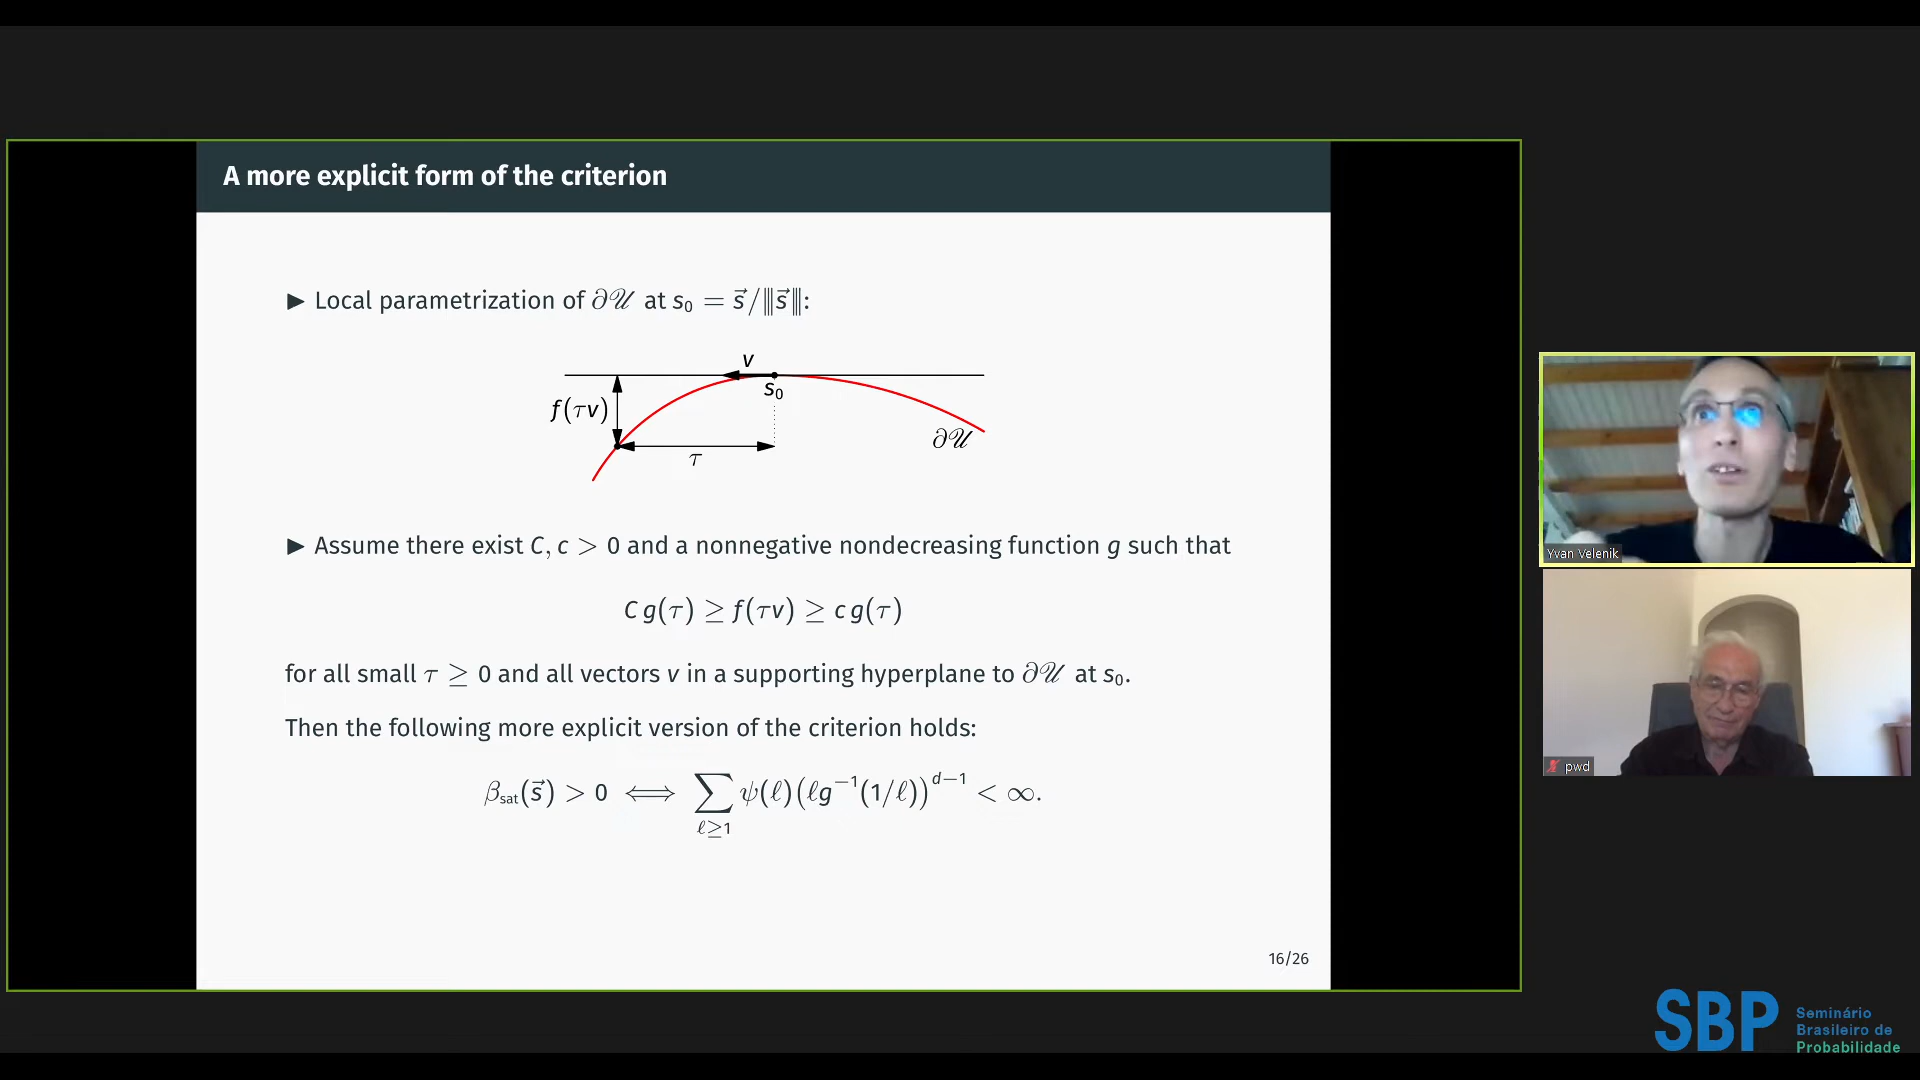 A more explicit form of the criterion
▶ Local parametrization of ∂𝒰 at s₀ = s⃗/⦀s⃗⦀:
v
s₀
f(τv)
∂𝒰
τ
▶ Assume there exist C, c > 0 and a nonnegative nondecreasing function g such that
C g(τ) ≥ f(τv) ≥ c g(τ)
for all small τ ≥ 0 and all vectors v in a supporting hyperplane to ∂𝒰 at s₀.
Then the following more explicit version of the criterion holds:
β_sat(s⃗) > 0 ⟺ ∑_{ℓ≥1} ψ(ℓ)(ℓg⁻¹(1/ℓ))^{d−1} < ∞.
16/26
Yvan Velenik
pwd
SBP Seminário
Brasileiro de
Probabilidade